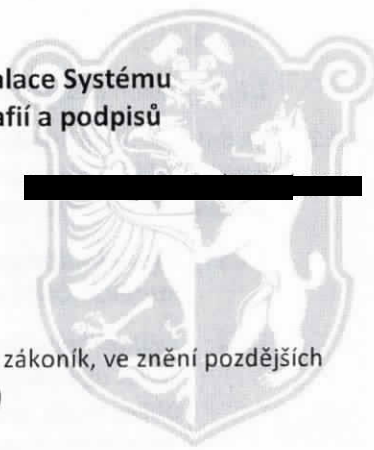 alace Systému
afií a podpisů
zákoník, ve znění pozdějších
)